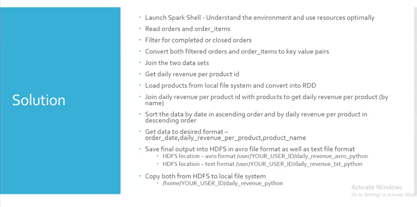 Solution
Launch Spark Shell - Understand the environment and use resources optimally
Read orders and order_items
Filter for completed or closed orders
Convert both filtered orders and order_items to key value pairs
Join the two data sets
Get daily revenue per product id
Load products from local file system and convert into RDD
Join daily revenue per product id with products to get daily revenue per product (by
name)
Sort the data by date in ascending order and by daily revenue per product in
descending order
Get data to desired format –
order_date,daily_revenue_per_product,product_name
Save final output into HDFS in avro file format as well as text file format
HDFS location – avro format /user/YOUR_USER_ID/daily_revenue_avro_python
HDFS location – text format /user/YOUR_USER_ID/daily_revenue_txt_python
Copy both from HDFS to local file system
/home/YOUR_USER_ID/daily_revenue_python
Activate Windows
Go to Settings to activate Windows